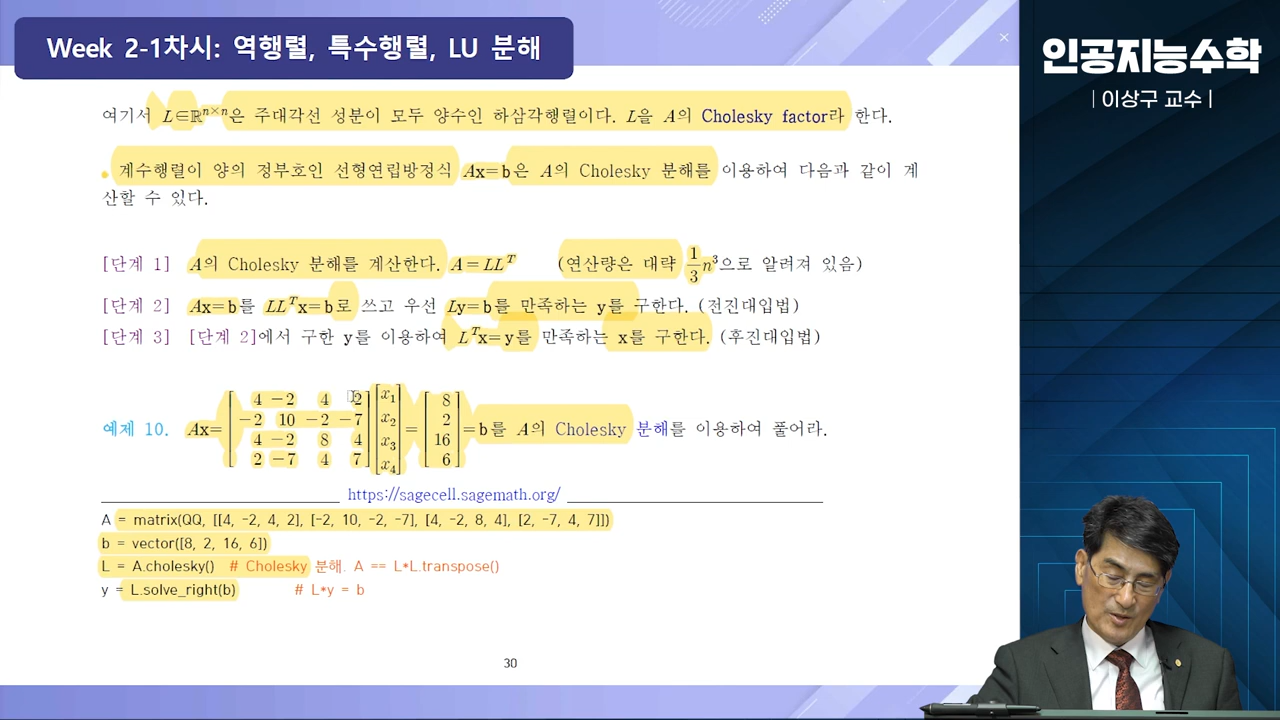 Week 2-1차시: 역행렬, 특수행렬, LU 분해
인공지능수학
| 이상구 교수 |
여기서 L∈ℝⁿˣⁿ은 주대각선 성분이 모두 양수인 하삼각행렬이다. L을 A의 Cholesky factor라 한다.
• 계수행렬이 양의 정부호인 선형연립방정식 Ax=b은 A의 Cholesky 분해를 이용하여 다음과 같이 계
산할 수 있다.
[단계 1] A의 Cholesky 분해를 계산한다. A=LLᵀ (연산량은 대략 1/3 n³으로 알려져 있음)
[단계 2] Ax=b를 LLᵀx=b로 쓰고 우선 Ly=b를 만족하는 y를 구한다. (전진대입법)
[단계 3] [단계 2]에서 구한 y를 이용하여 Lᵀx=y를 만족하는 x를 구한다. (후진대입법)
예제 10. Ax=[4 -2 4 2; -2 10 -2 -7; 4 -2 8 4; 2 -7 4 7][x₁; x₂; x₃; x₄]=[8; 2; 16; 6]=b를 A의 Cholesky 분해를 이용하여 풀어라.
https://sagecell.sagemath.org/
A = matrix(QQ, [[4, -2, 4, 2], [-2, 10, -2, -7], [4, -2, 8, 4], [2, -7, 4, 7]])
b = vector([8, 2, 16, 6])
L = A.cholesky() # Cholesky 분해. A == L*L.transpose()
y = L.solve_right(b) # L*y = b
30